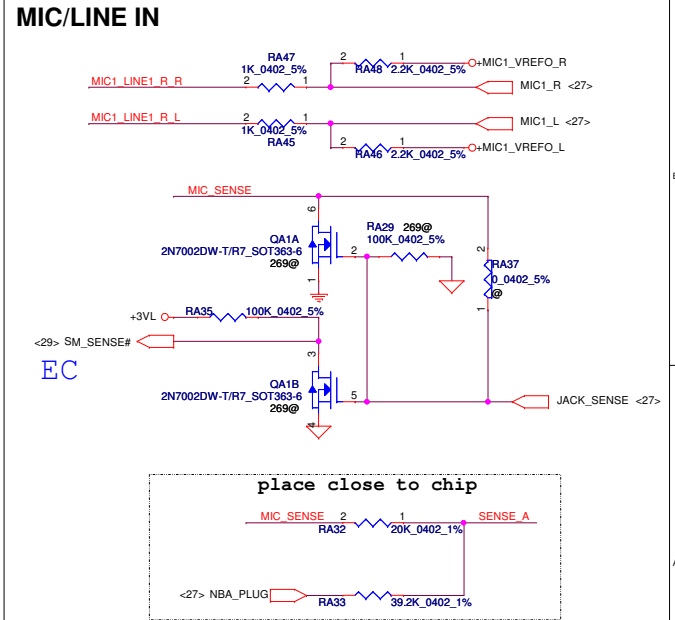 MIC/LINE IN
RA47
1K_0402_5%
2 1
MIC1_LINE1_R_R
2 1
RA48 2.2K_0402_5%
+MIC1_VREFO_R
MIC1_R <27>
MIC1_LINE1_R_L
2 1
1K_0402_5%
RA45
MIC1_L <27>
2 1
RA46 2.2K_0402_5%
+MIC1_VREFO_L
MIC_SENSE
6
QA1A
2N7002DW-T/R7_SOT363-6
269@
2
1
RA29 269@
100K_0402_5%
2
RA37
0_0402_5%
@
1
+3VL
RA35 100K_0402_5%
<29> SM_SENSE#
EC
3
QA1B
2N7002DW-T/R7_SOT363-6
269@
5
4
JACK_SENSE <27>
place close to chip
MIC_SENSE 2 1 SENSE_A
RA32 20K_0402_1%
<27> NBA_PLUG
RA33 39.2K_0402_1%
A